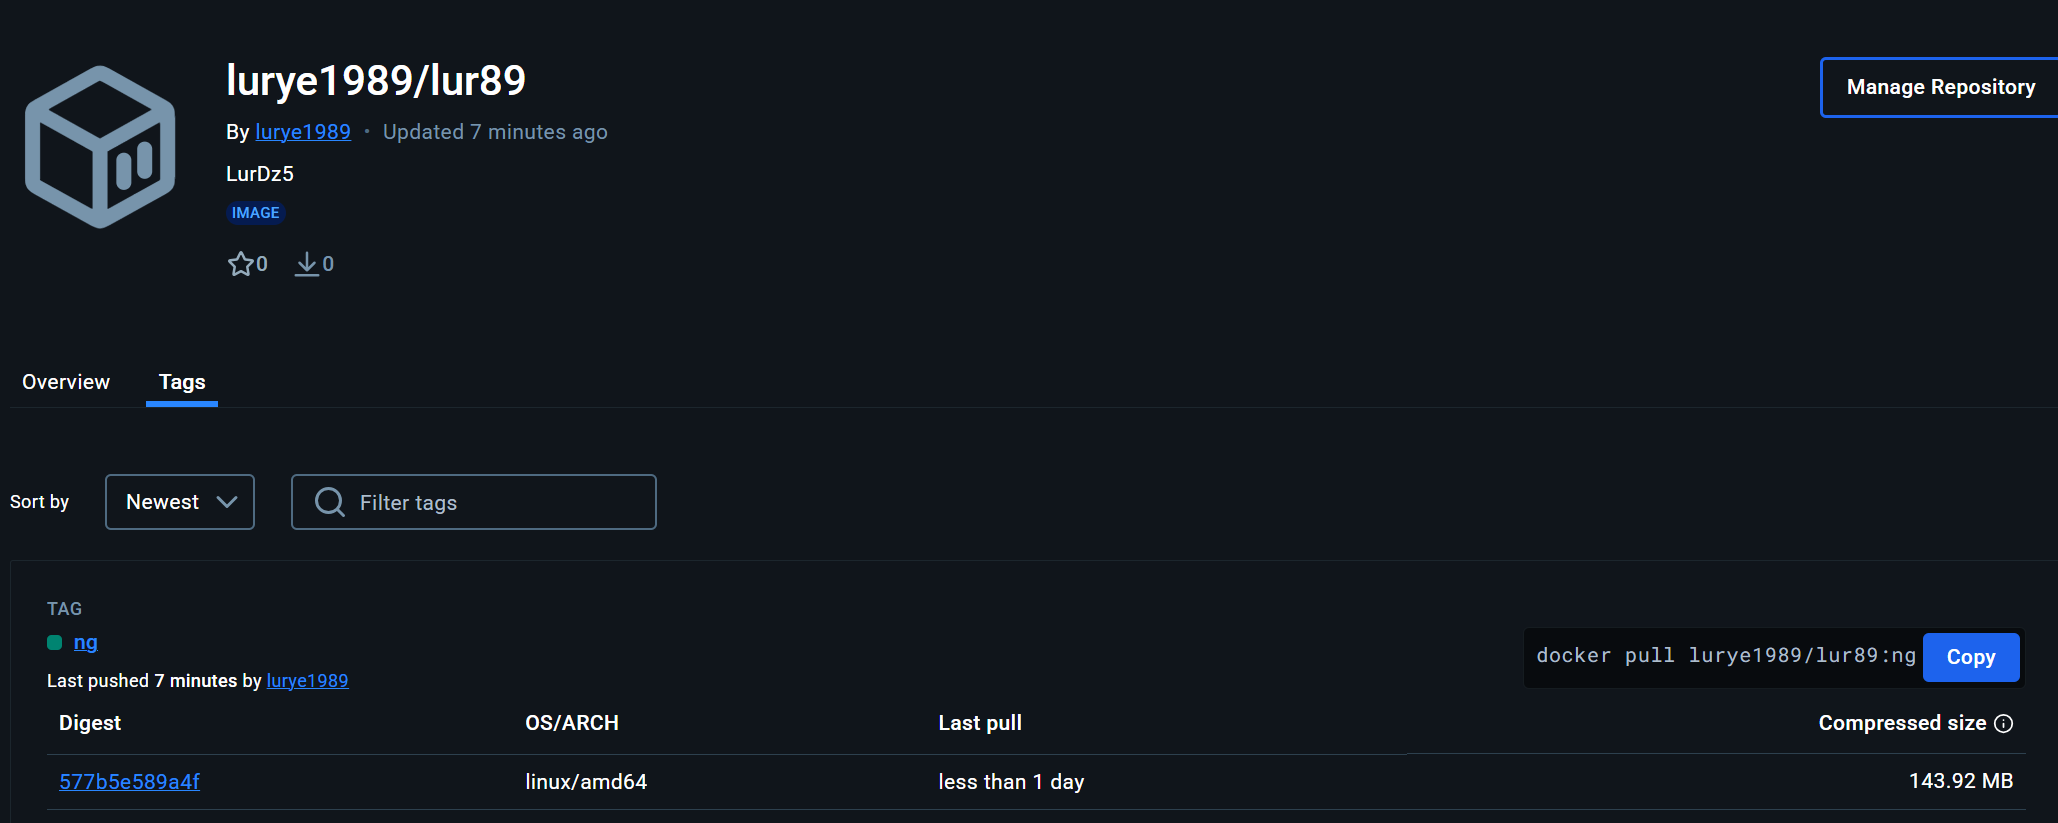 lurye1989/lur89
Manage Repository
By lurye1989 • Updated 7 minutes ago
LurDz5
IMAGE
0 0
Overview Tags
Sort by Newest Filter tags
TAG
ng
docker pull lurye1989/lur89:ng Copy
Last pushed 7 minutes by lurye1989
Digest OS/ARCH Last pull Compressed size
577b5e589a4f linux/amd64 less than 1 day 143.92 MB